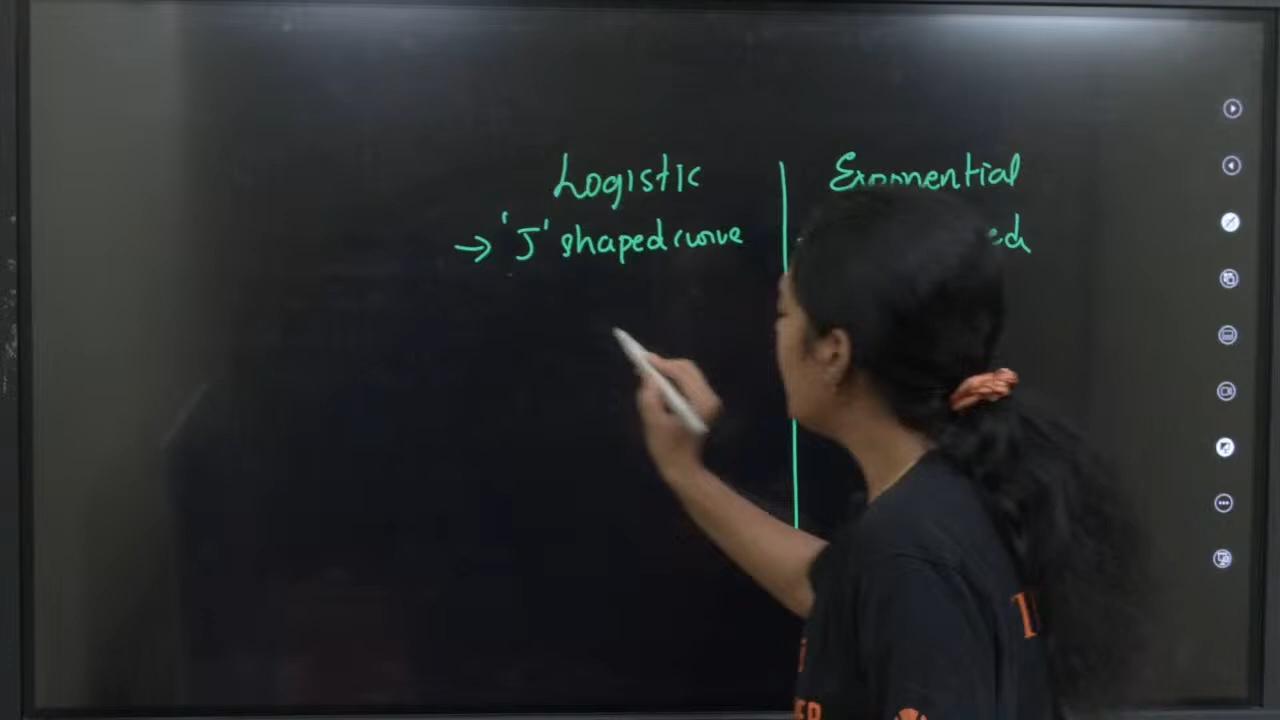 Logistic
Exponential
→ 'J' shaped curve